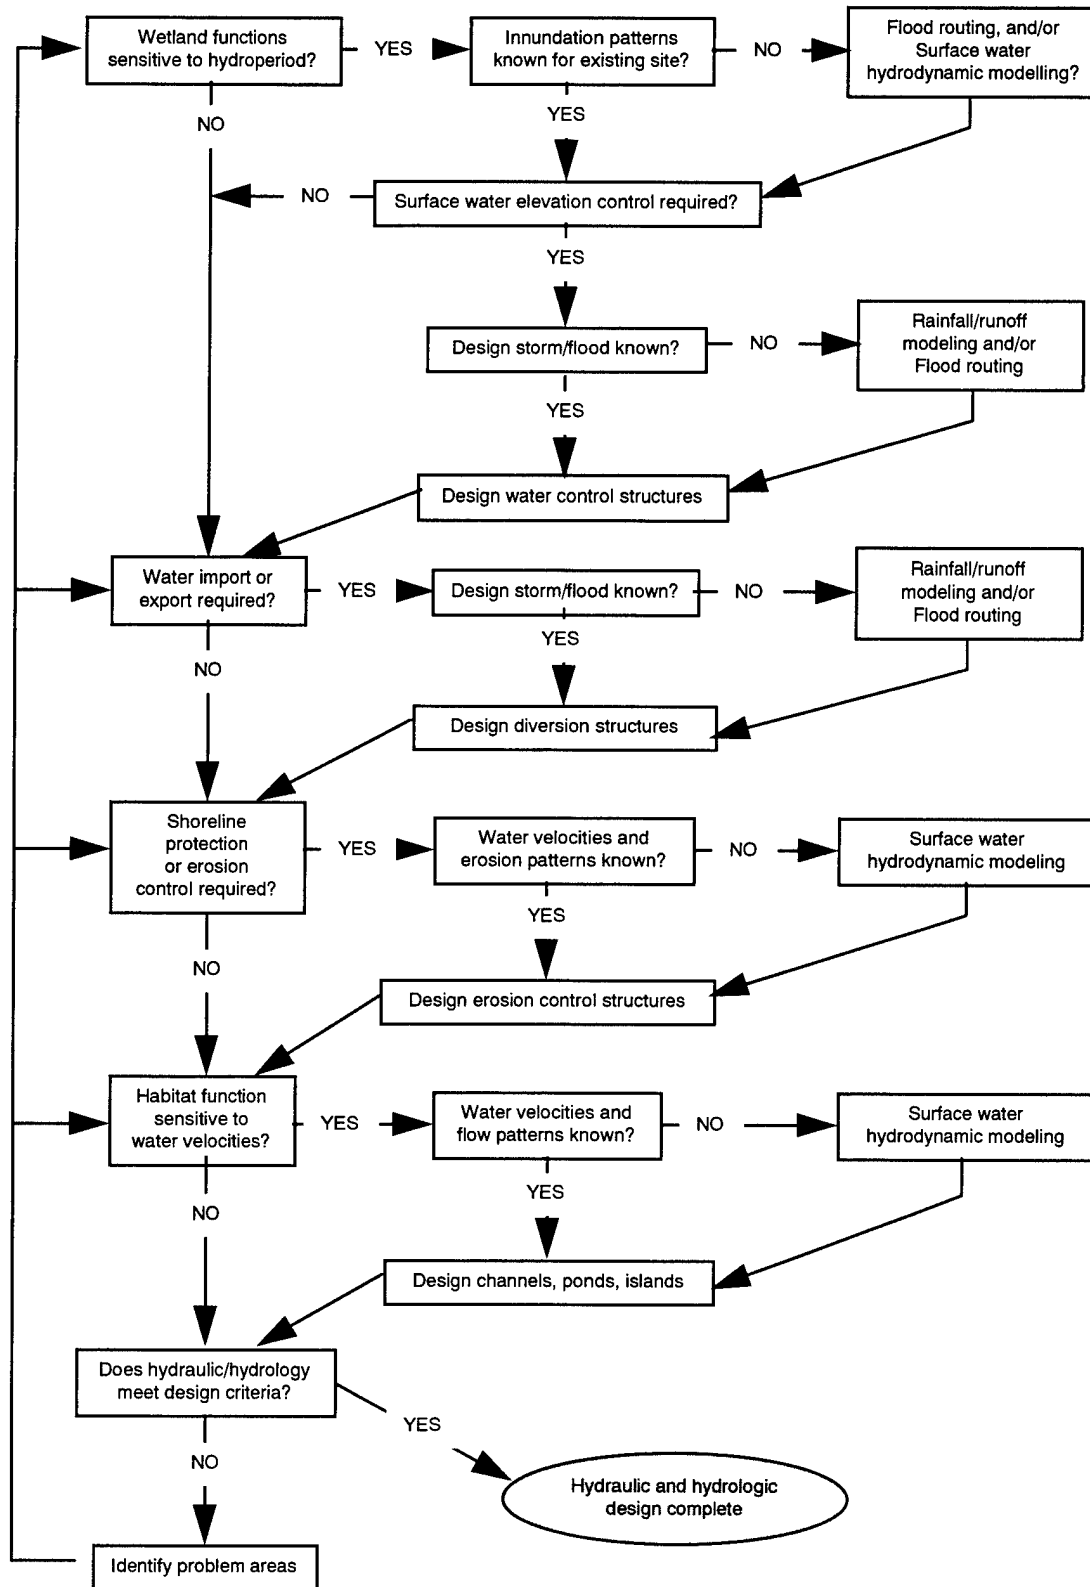 Wetland functions
sensitive to hydroperiod?
YES
Innundation patterns
known for existing site?
NO
Flood routing, and/or
Surface water
hydrodynamic modelling?
NO
YES
NO
Surface water elevation control required?
YES
Design storm/flood known?
NO
Rainfall/runoff
modeling and/or
Flood routing
YES
Design water control structures
Water import or
export required?
YES
Design storm/flood known?
NO
Rainfall/runoff
modeling and/or
Flood routing
NO
YES
Design diversion structures
Shoreline
protection
or erosion
control required?
YES
Water velocities and
erosion patterns known?
NO
Surface water
hydrodynamic modeling
NO
YES
Design erosion control structures
Habitat function
sensitive to
water velocities?
YES
Water velocities and
flow patterns known?
NO
Surface water
hydrodynamic modeling
NO
YES
Design channels, ponds, islands
Does hydraulic/hydrology
meet design criteria?
YES
NO
Hydraulic and hydrologic
design complete
Identify problem areas